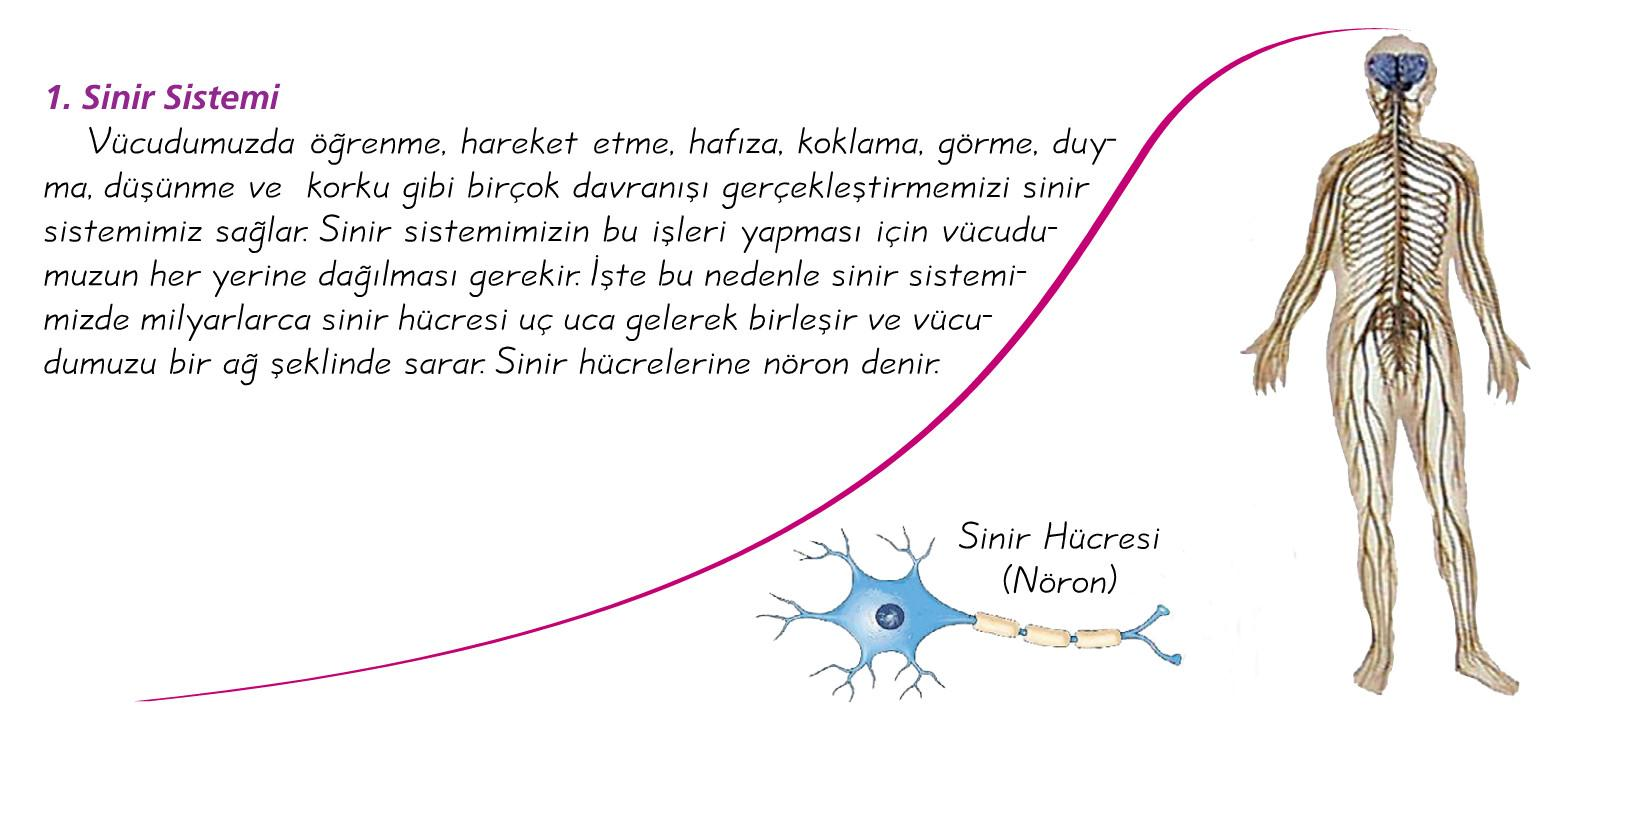 1. Sinir Sistemi
Vücudumuzda öğrenme, hareket etme, hafıza, koklama, görme, duy-
ma, düşünme ve korku gibi birçok davranışı gerçekleştirmemizi sinir
sistemimiz sağlar. Sinir sistemimizin bu işleri yapması için vücudu-
muzun her yerine dağılması gerekir. İşte bu nedenle sinir sistemi-
mizde milyarlarca sinir hücresi uç uca gelerek birleşir ve vücu-
dumuzu bir ağ şeklinde sarar. Sinir hücrelerine nöron denir.
Sinir Hücresi
(Nöron)